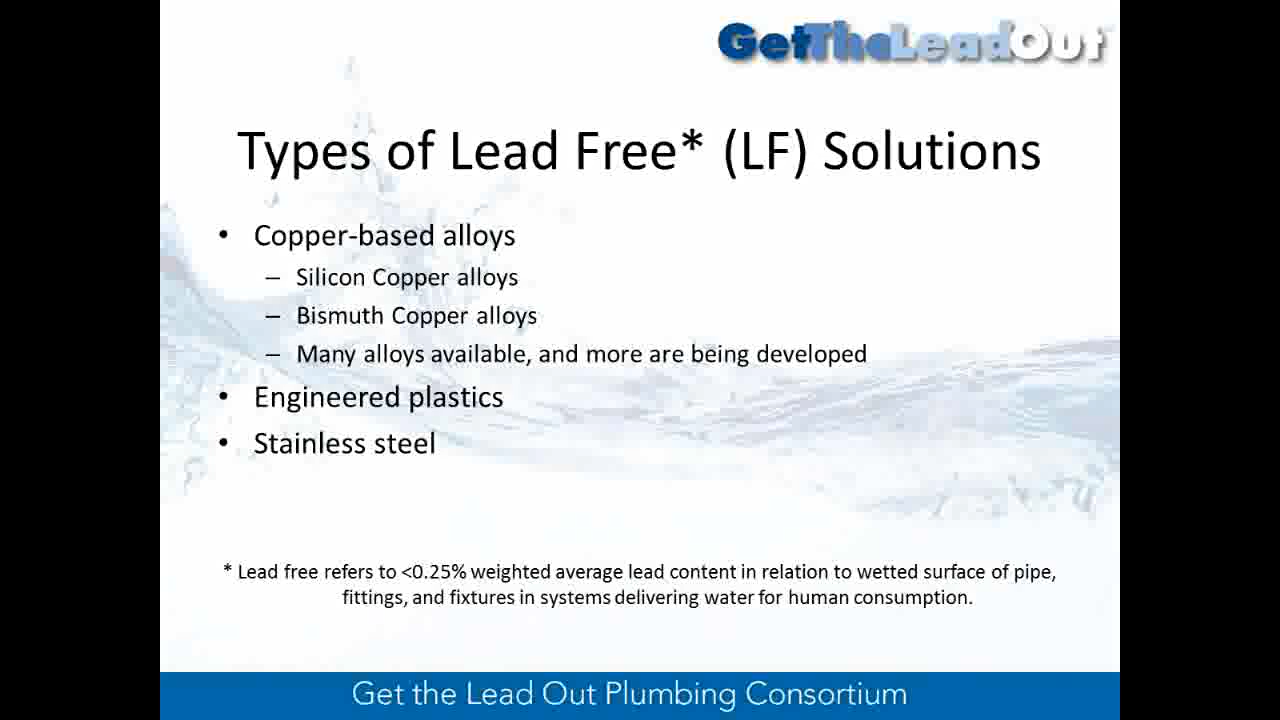 GetTheLeadOut
Types of Lead Free* (LF) Solutions
• Copper-based alloys
– Silicon Copper alloys
– Bismuth Copper alloys
– Many alloys available, and more are being developed
• Engineered plastics
• Stainless steel
* Lead free refers to <0.25% weighted average lead content in relation to wetted surface of pipe,
fittings, and fixtures in systems delivering water for human consumption.
Get the Lead Out Plumbing Consortium